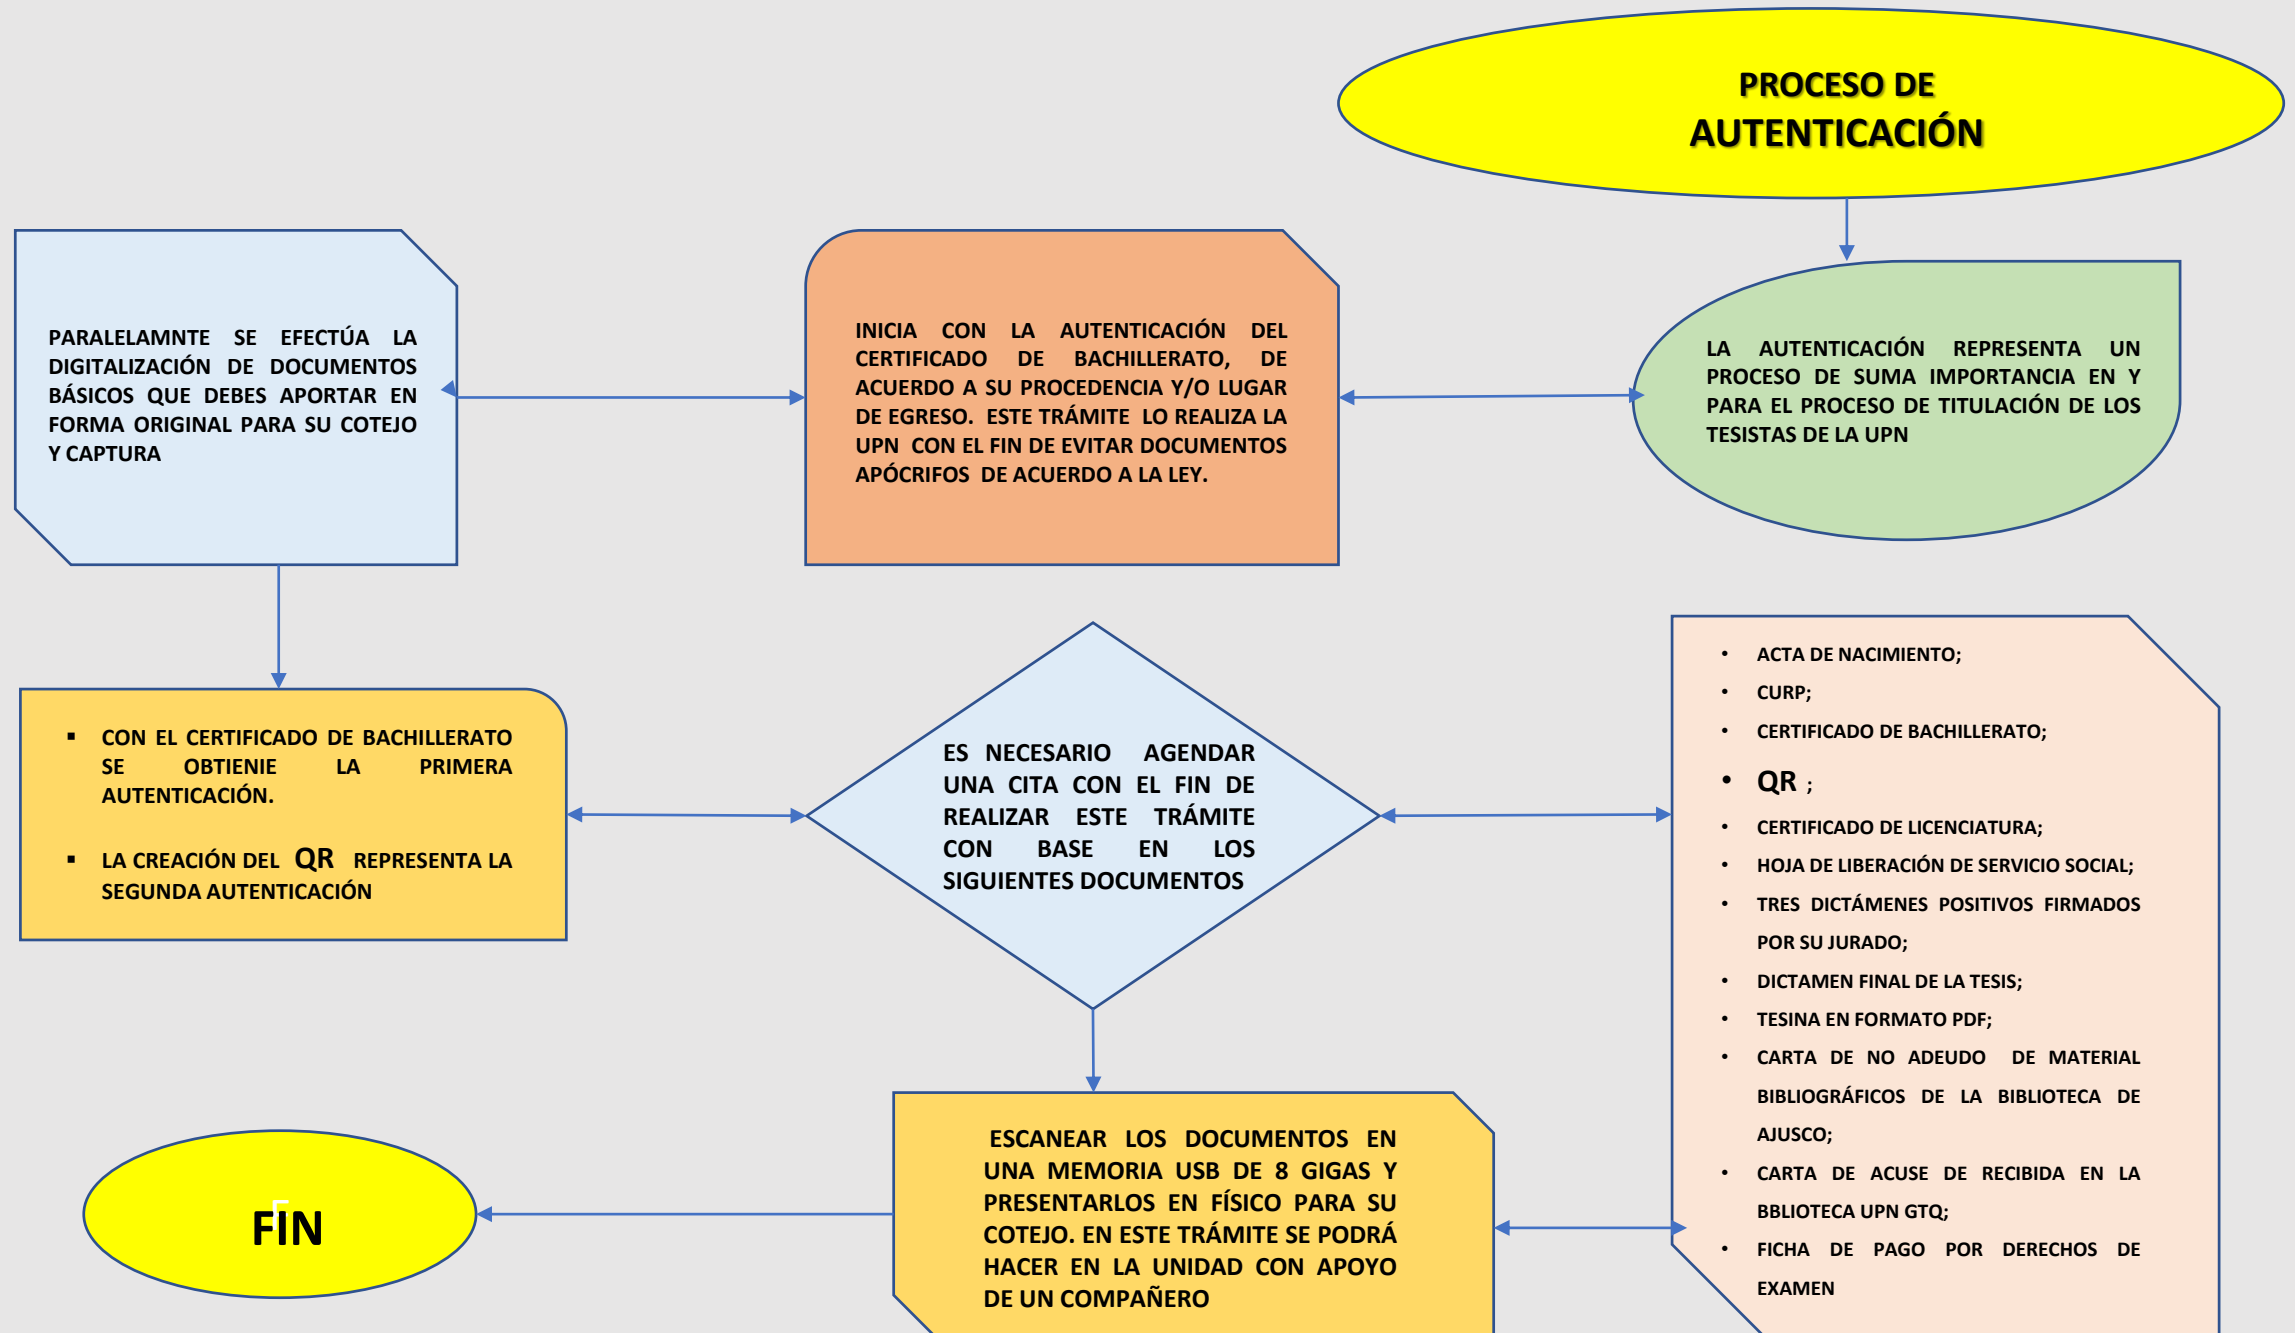 PROCESO DE
AUTENTICACIÓN
LA AUTENTICACIÓN REPRESENTA UN
PROCESO DE SUMA IMPORTANCIA EN Y
PARA EL PROCESO DE TITULACIÓN DE LOS
TESISTAS DE LA UPN
INICIA CON LA AUTENTICACIÓN DEL
CERTIFICADO DE BACHILLERATO, DE
ACUERDO A SU PROCEDENCIA Y/O LUGAR
DE EGRESO. ESTE TRÁMITE LO REALIZA LA
UPN CON EL FIN DE EVITAR DOCUMENTOS
APÓCRIFOS DE ACUERDO A LA LEY.
PARALELAMNTE SE EFECTÚA LA
DIGITALIZACIÓN DE DOCUMENTOS
BÁSICOS QUE DEBES APORTAR EN
FORMA ORIGINAL PARA SU COTEJO
Y CAPTURA
▪ CON EL CERTIFICADO DE BACHILLERATO
SE OBTIENIE LA PRIMERA
AUTENTICACIÓN.
▪ LA CREACIÓN DEL QR REPRESENTA LA
SEGUNDA AUTENTICACIÓN
ES NECESARIO AGENDAR
UNA CITA CON EL FIN DE
REALIZAR ESTE TRÁMITE
CON BASE EN LOS
SIGUIENTES DOCUMENTOS
• ACTA DE NACIMIENTO;
• CURP;
• CERTIFICADO DE BACHILLERATO;
• QR ;
• CERTIFICADO DE LICENCIATURA;
• HOJA DE LIBERACIÓN DE SERVICIO SOCIAL;
• TRES DICTÁMENES POSITIVOS FIRMADOS
POR SU JURADO;
• DICTAMEN FINAL DE LA TESIS;
• TESINA EN FORMATO PDF;
• CARTA DE NO ADEUDO DE MATERIAL
BIBLIOGRÁFICOS DE LA BIBLIOTECA DE
AJUSCO;
• CARTA DE ACUSE DE RECIBIDA EN LA
BBLIOTECA UPN GTQ;
• FICHA DE PAGO POR DERECHOS DE
EXAMEN
ESCANEAR LOS DOCUMENTOS EN
UNA MEMORIA USB DE 8 GIGAS Y
PRESENTARLOS EN FÍSICO PARA SU
COTEJO. EN ESTE TRÁMITE SE PODRÁ
HACER EN LA UNIDAD CON APOYO
DE UN COMPAÑERO
FIN